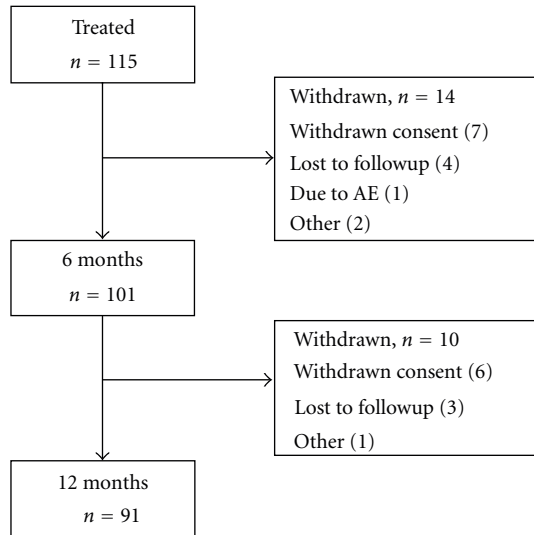 Treated
n = 115
Withdrawn, n = 14
Withdrawn consent (7)
Lost to followup (4)
Due to AE (1)
Other (2)
6 months
n = 101
Withdrawn, n = 10
Withdrawn consent (6)
Lost to followup (3)
Other (1)
12 months
n = 91